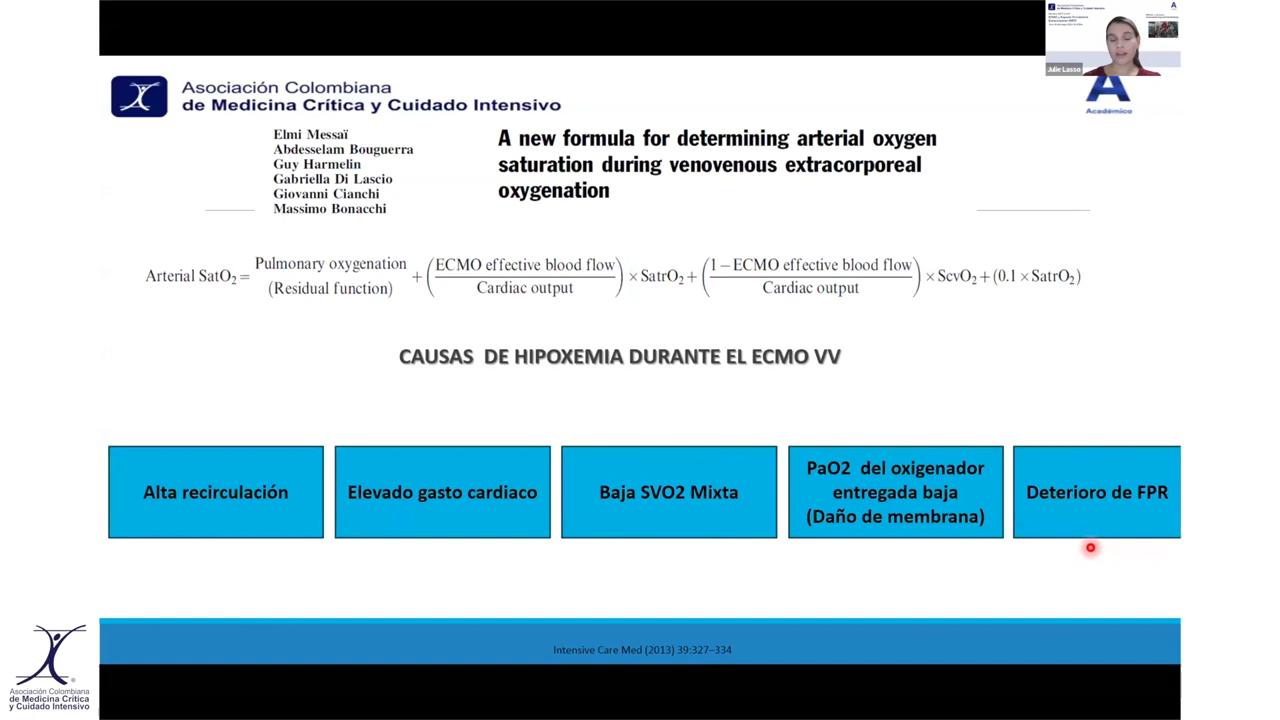 Julie Lasso
Académico
Asociación Colombiana
de Medicina Crítica y Cuidado Intensivo
Elmi Messaï
Abdesselam Bouguerra
Guy Harmelin
Gabriella Di Lascio
Giovanni Cianchi
Massimo Bonacchi
A new formula for determining arterial oxygen
saturation during venovenous extracorporeal
oxygenation
Arterial SatO₂= Pulmonary oxygenation / (Residual function) + (ECMO effective blood flow / Cardiac output) × SatrO₂ + (1 − ECMO effective blood flow / Cardiac output) × ScvO₂ + (0.1 × SatrO₂)
CAUSAS DE HIPOXEMIA DURANTE EL ECMO VV
Alta recirculación
Elevado gasto cardiaco
Baja SVO2 Mixta
PaO2 del oxigenador
entregada baja
(Daño de membrana)
Deterioro de FPR
Intensive Care Med (2013) 39:327–334
Asociación Colombiana
de Medicina Crítica
y Cuidado Intensivo